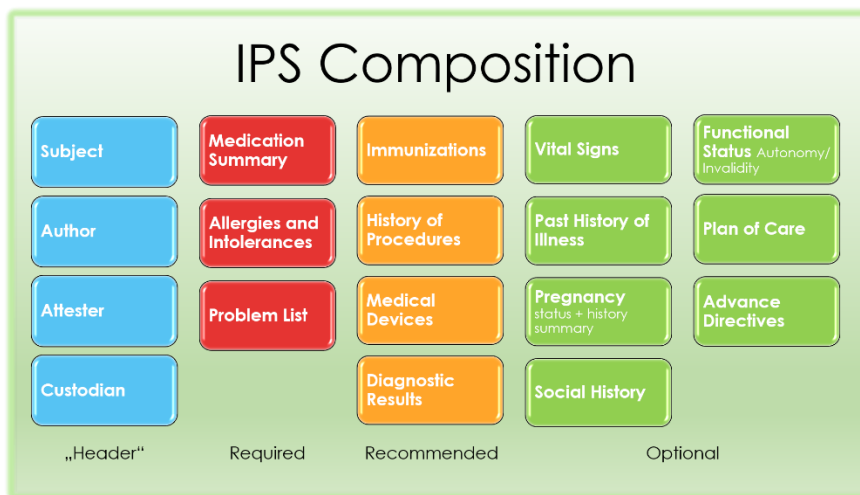 IPS Composition
Subject
Author
Attester
Custodian
„Header“
Medication
Summary
Allergies and
Intolerances
Problem List
Required
Immunizations
History of
Procedures
Medical
Devices
Diagnostic
Results
Recommended
Vital Signs
Past History of
Illness
Pregnancy
status + history
summary
Social History
Functional
Status Autonomy/
Invalidity
Plan of Care
Advance
Directives
Optional